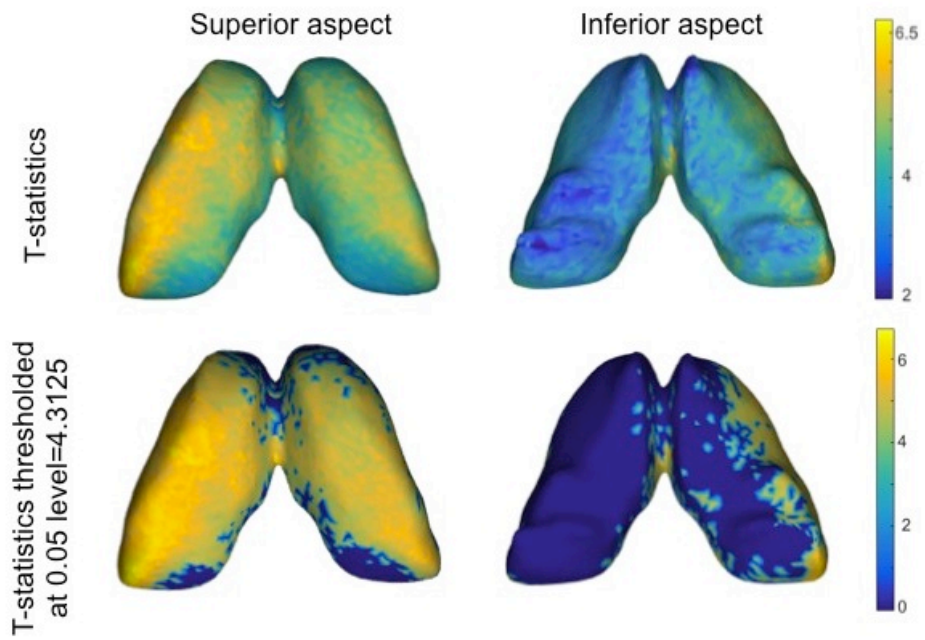 Superior aspect
Inferior aspect
T-statistics
6.5
4
2
T-statistics thresholded
at 0.05 level=4.3125
6
4
2
0